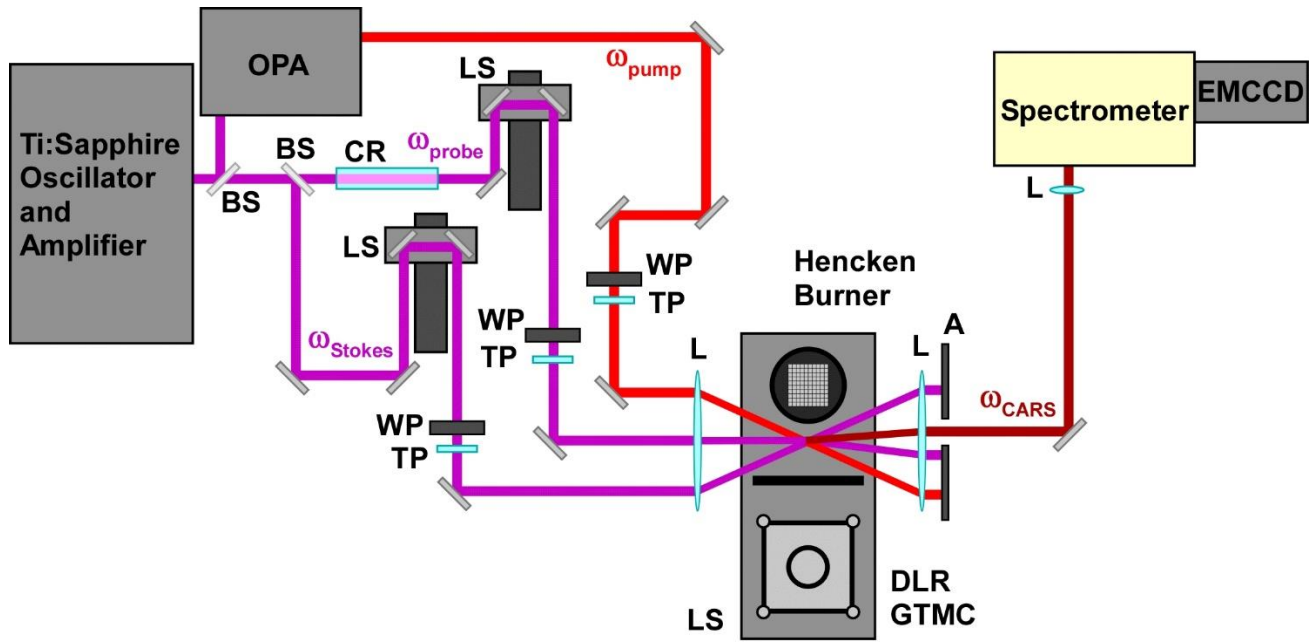 OPA
LS
ωpump
Spectrometer
EMCCD
Ti:Sapphire
Oscillator
and
Amplifier
BS
CR
ωprobe
BS
L
LS
WP
TP
Hencken
Burner
WP
TP
A
L
L
ωStokes
WP
TP
ωCARS
DLR
GTMC
LS